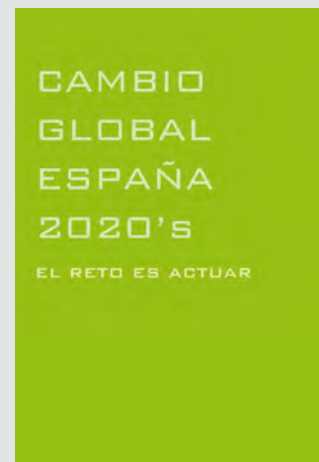 CAMBIO
GLOBAL
ESPAÑA
2020's
EL RETO ES ACTUAR